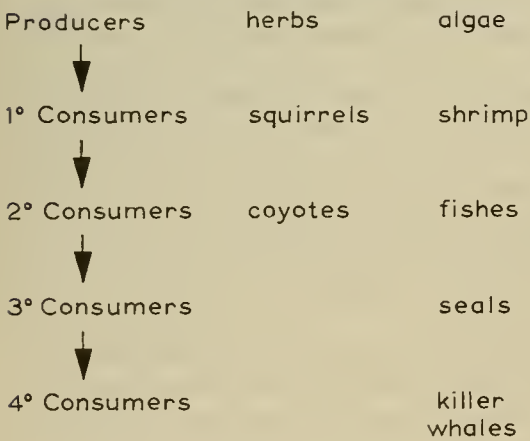 Producers herbs algae
1° Consumers squirrels shrimp
2° Consumers coyotes fishes
3° Consumers seals
4° Consumers killer
whales